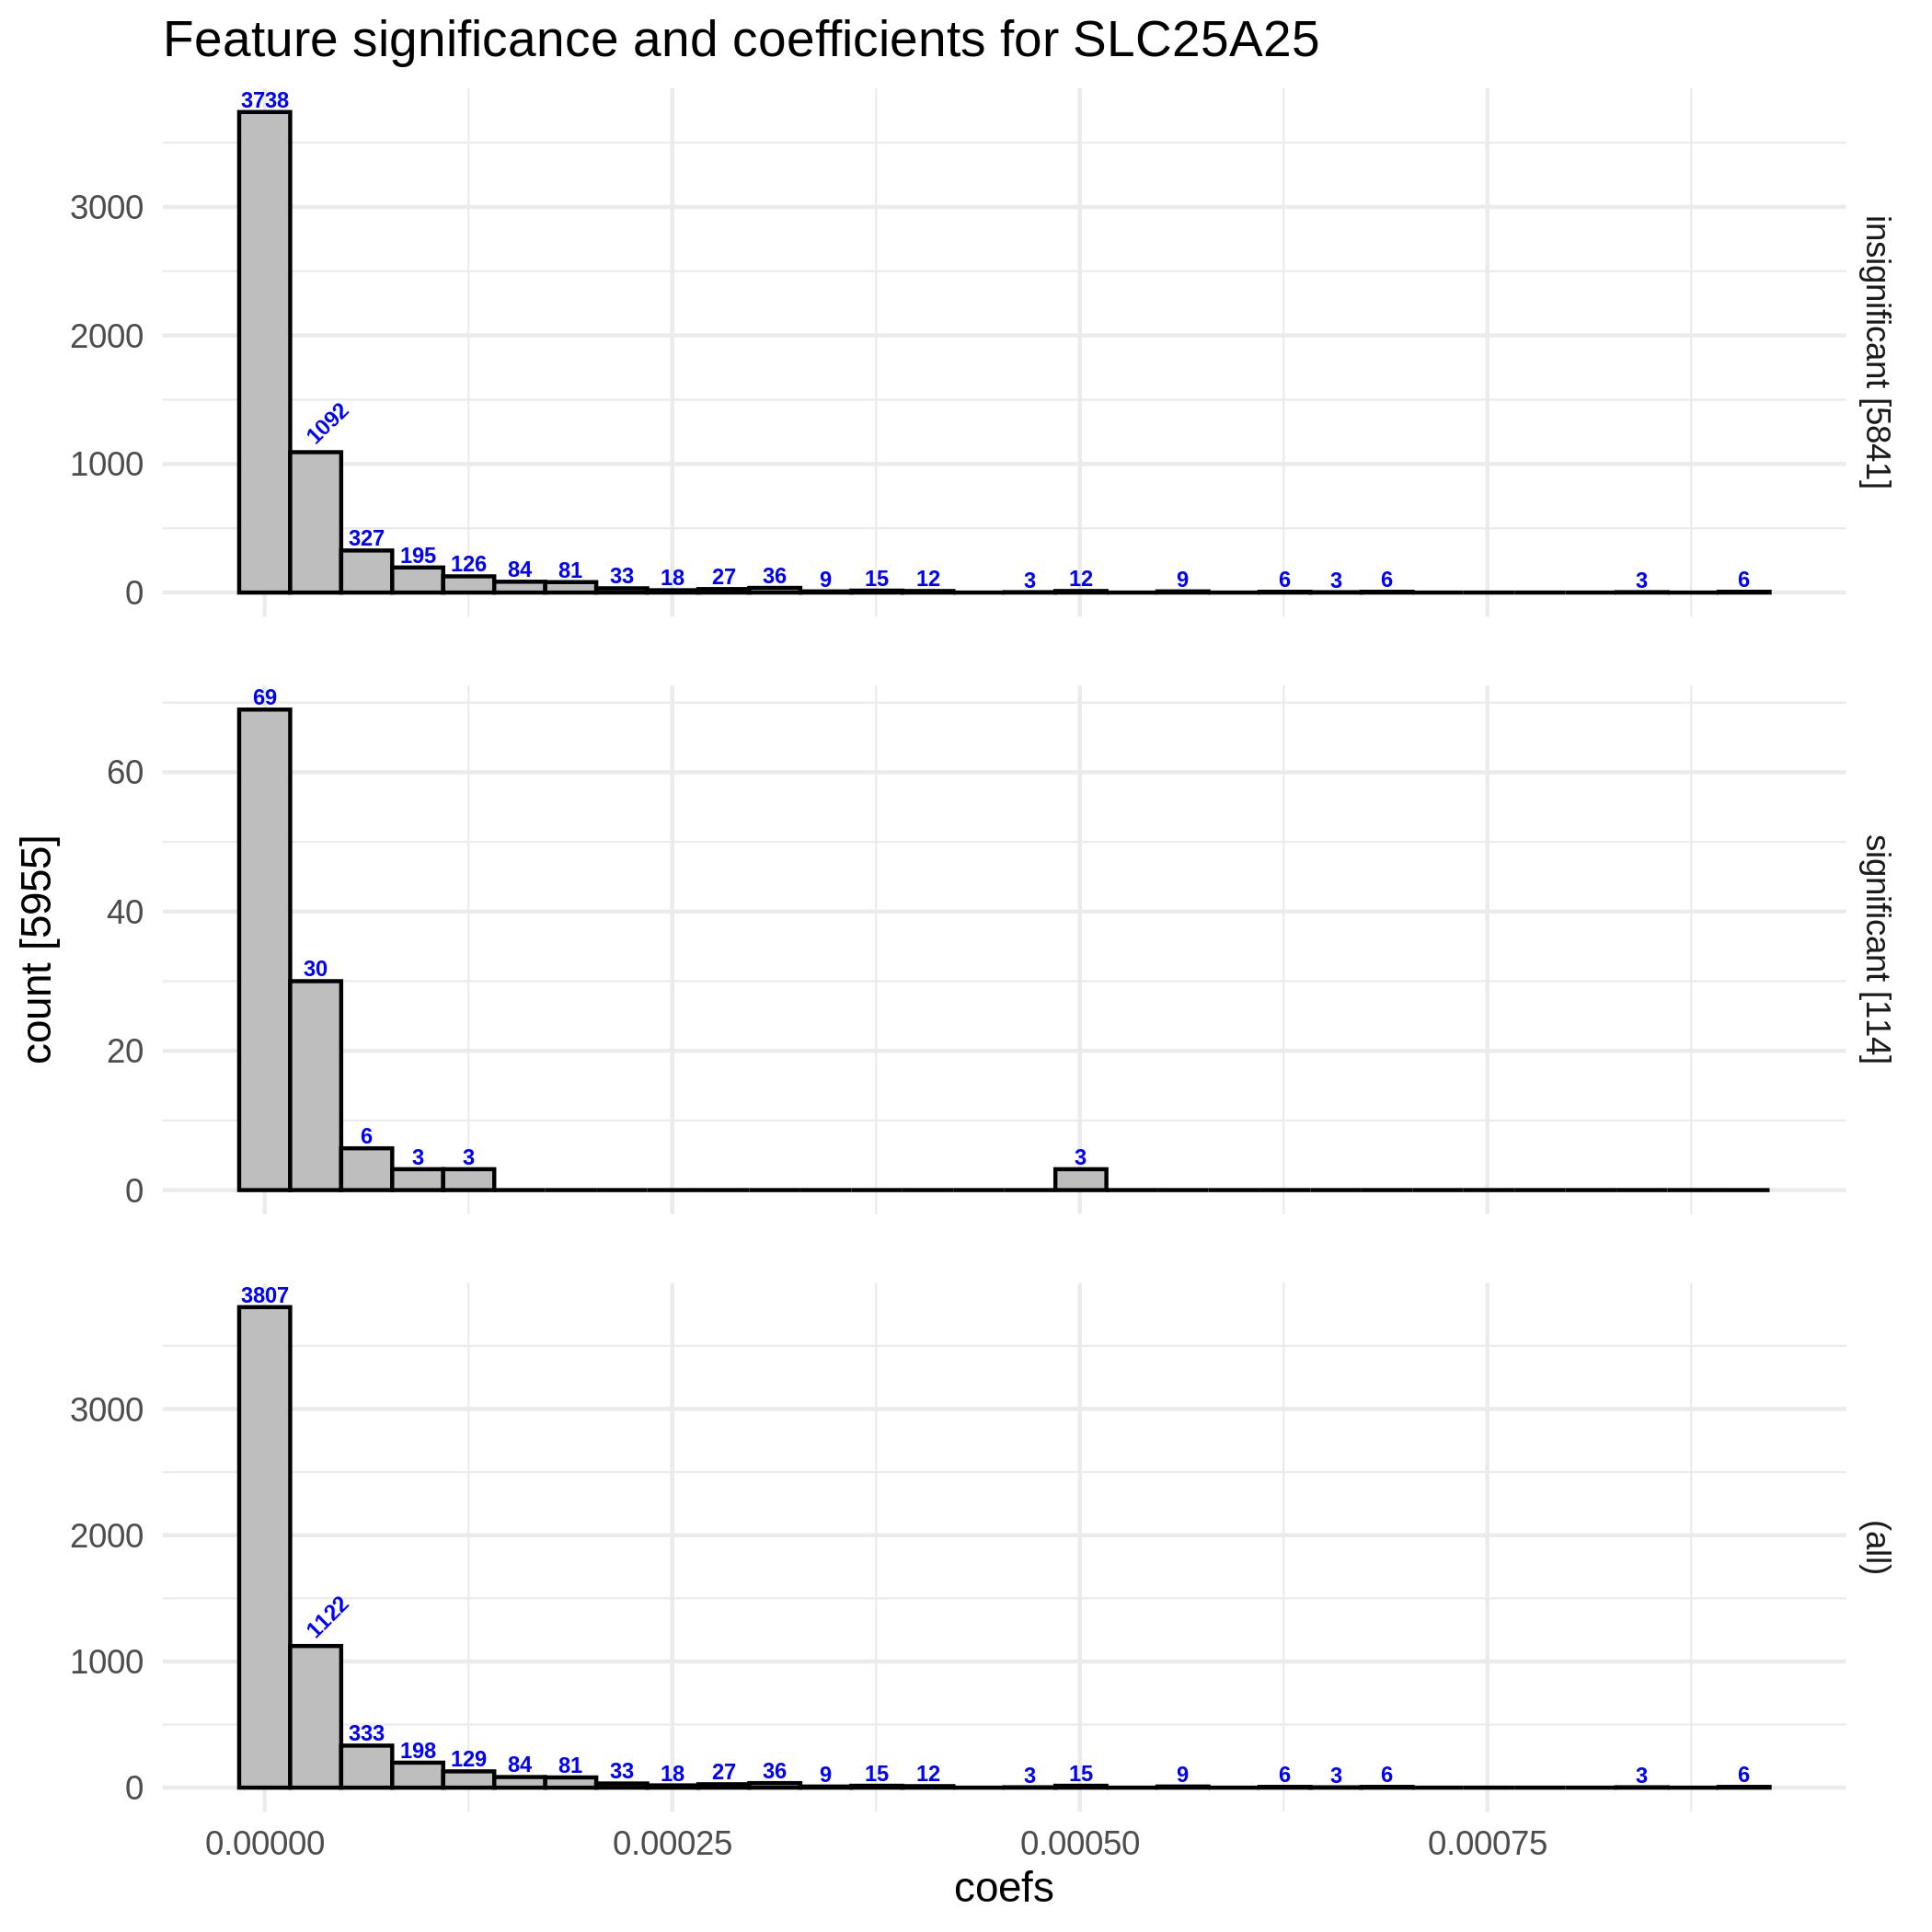 Feature significance and coefficients for SLC25A25
3738
3000
2000
1000
0
1092
327 195 126 84 81 33 18 27 36 9 15 12 3 12 9 6 3 6 3 6
insignificant [5841]
69
60
40
20
0
30
6 3 3 3
significant [114]
count [5955]
3807
3000
2000
1000
0
1122
333 198 129 84 81 33 18 27 36 9 15 12 3 15 9 6 3 6 3 6
(all)
0.00000 0.00025 0.00050 0.00075
coefs